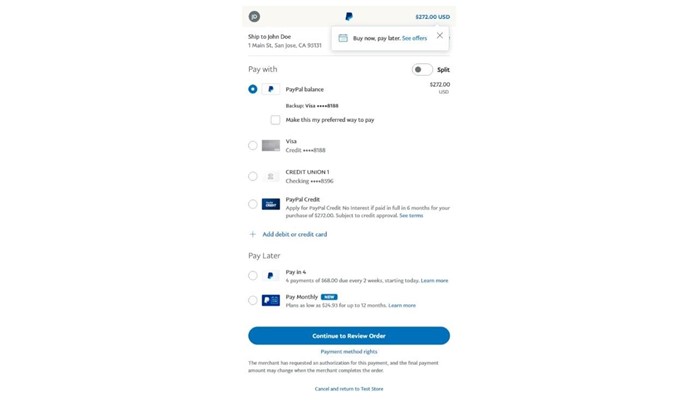 JD
$272.00 USD
Ship to John Doe
1 Main St, San Jose, CA 95131
Buy now, pay later. See offers
Pay with
Split
PayPal balance
$272.00
USD
Backup: Visa ••••8188
Make this my preferred way to pay
Visa
Credit ••••8188
CREDIT UNION 1
Checking ••••8596
CREDIT
PayPal Credit
Apply for PayPal Credit No Interest if paid in full in 6 months for your
purchase of $272.00. Subject to credit approval. See terms
+ Add debit or credit card
Pay Later
Pay in 4
4 payments of $68.00 due every 2 weeks, starting today. Learn more
Pay Monthly NEW
Plans as low as $24.93 for up to 12 months. Learn more
Continue to Review Order
Payment method rights
The merchant has requested an authorization for this payment, and the final payment
amount may change when the merchant completes the order.
Cancel and return to Test Store